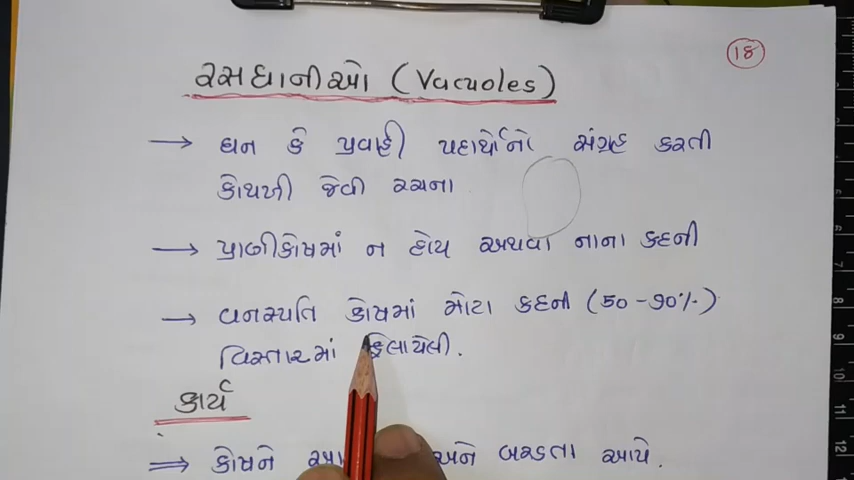 18
રસધાનીઓ (Vacuoles)
→ ઘન કે પ્રવાહી પદાર્થોનો સંગ્રહ કરતી
કોથળી જેવી રચના
→ પ્રાણીકોષમાં ન હોય અથવા નાના કદની
→ વનસ્પતિ કોષમાં મોટા કદની (50-90%)
વિસ્તારમાં ફેલાયેલી.
કાર્ય
⇒ કોષને અને બરડતા આપે.